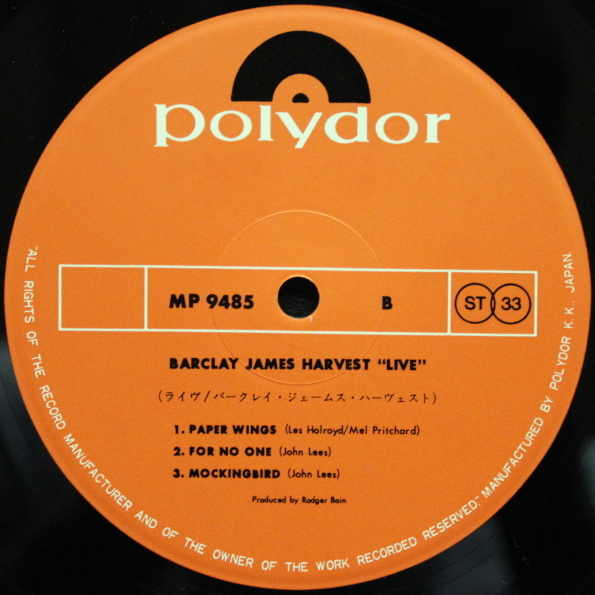 polydor
MP 9485 B ST 33
BARCLAY JAMES HARVEST “LIVE”
(ライヴ/バークレイ・ジェームス・ハーヴェスト)
1. PAPER WINGS (Les Holroyd/Mel Pritchard)
2. FOR NO ONE (John Lees)
3. MOCKINGBIRD (John Lees)
Produced by Rodger Bain
"ALL RIGHTS OF THE RECORD MANUFACTURER AND OF THE OWNER OF THE WORK RECORDED RESERVED." MANUFACTURED BY POLYDOR K.K., JAPAN